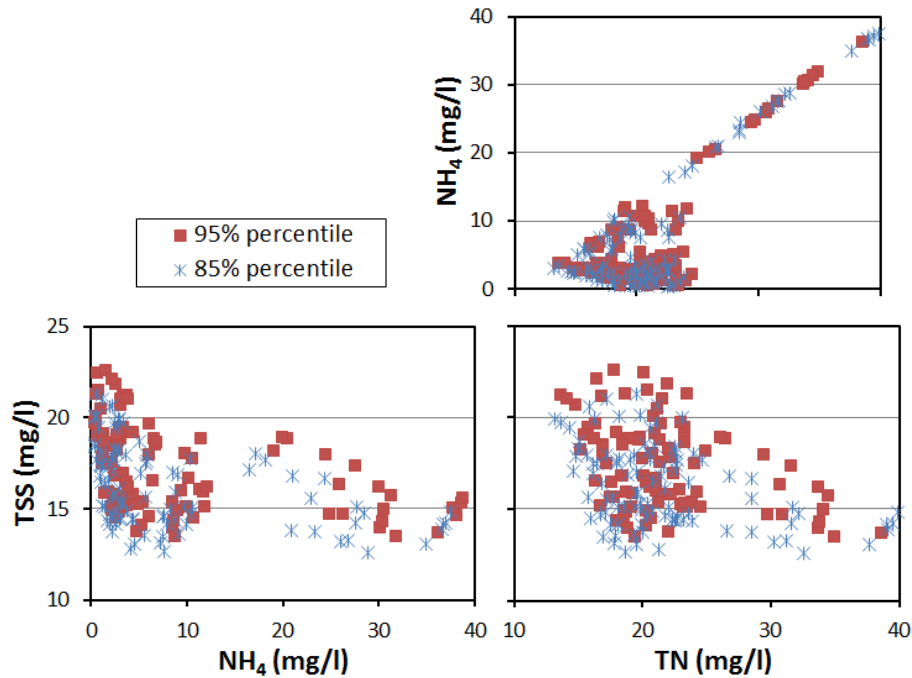 40
30
20
10
0
NH₄ (mg/l)
95% percentile
85% percentile
25
20
15
10
TSS (mg/l)
0 10 20 30 40
NH₄ (mg/l)
10 20 30 40
TN (mg/l)